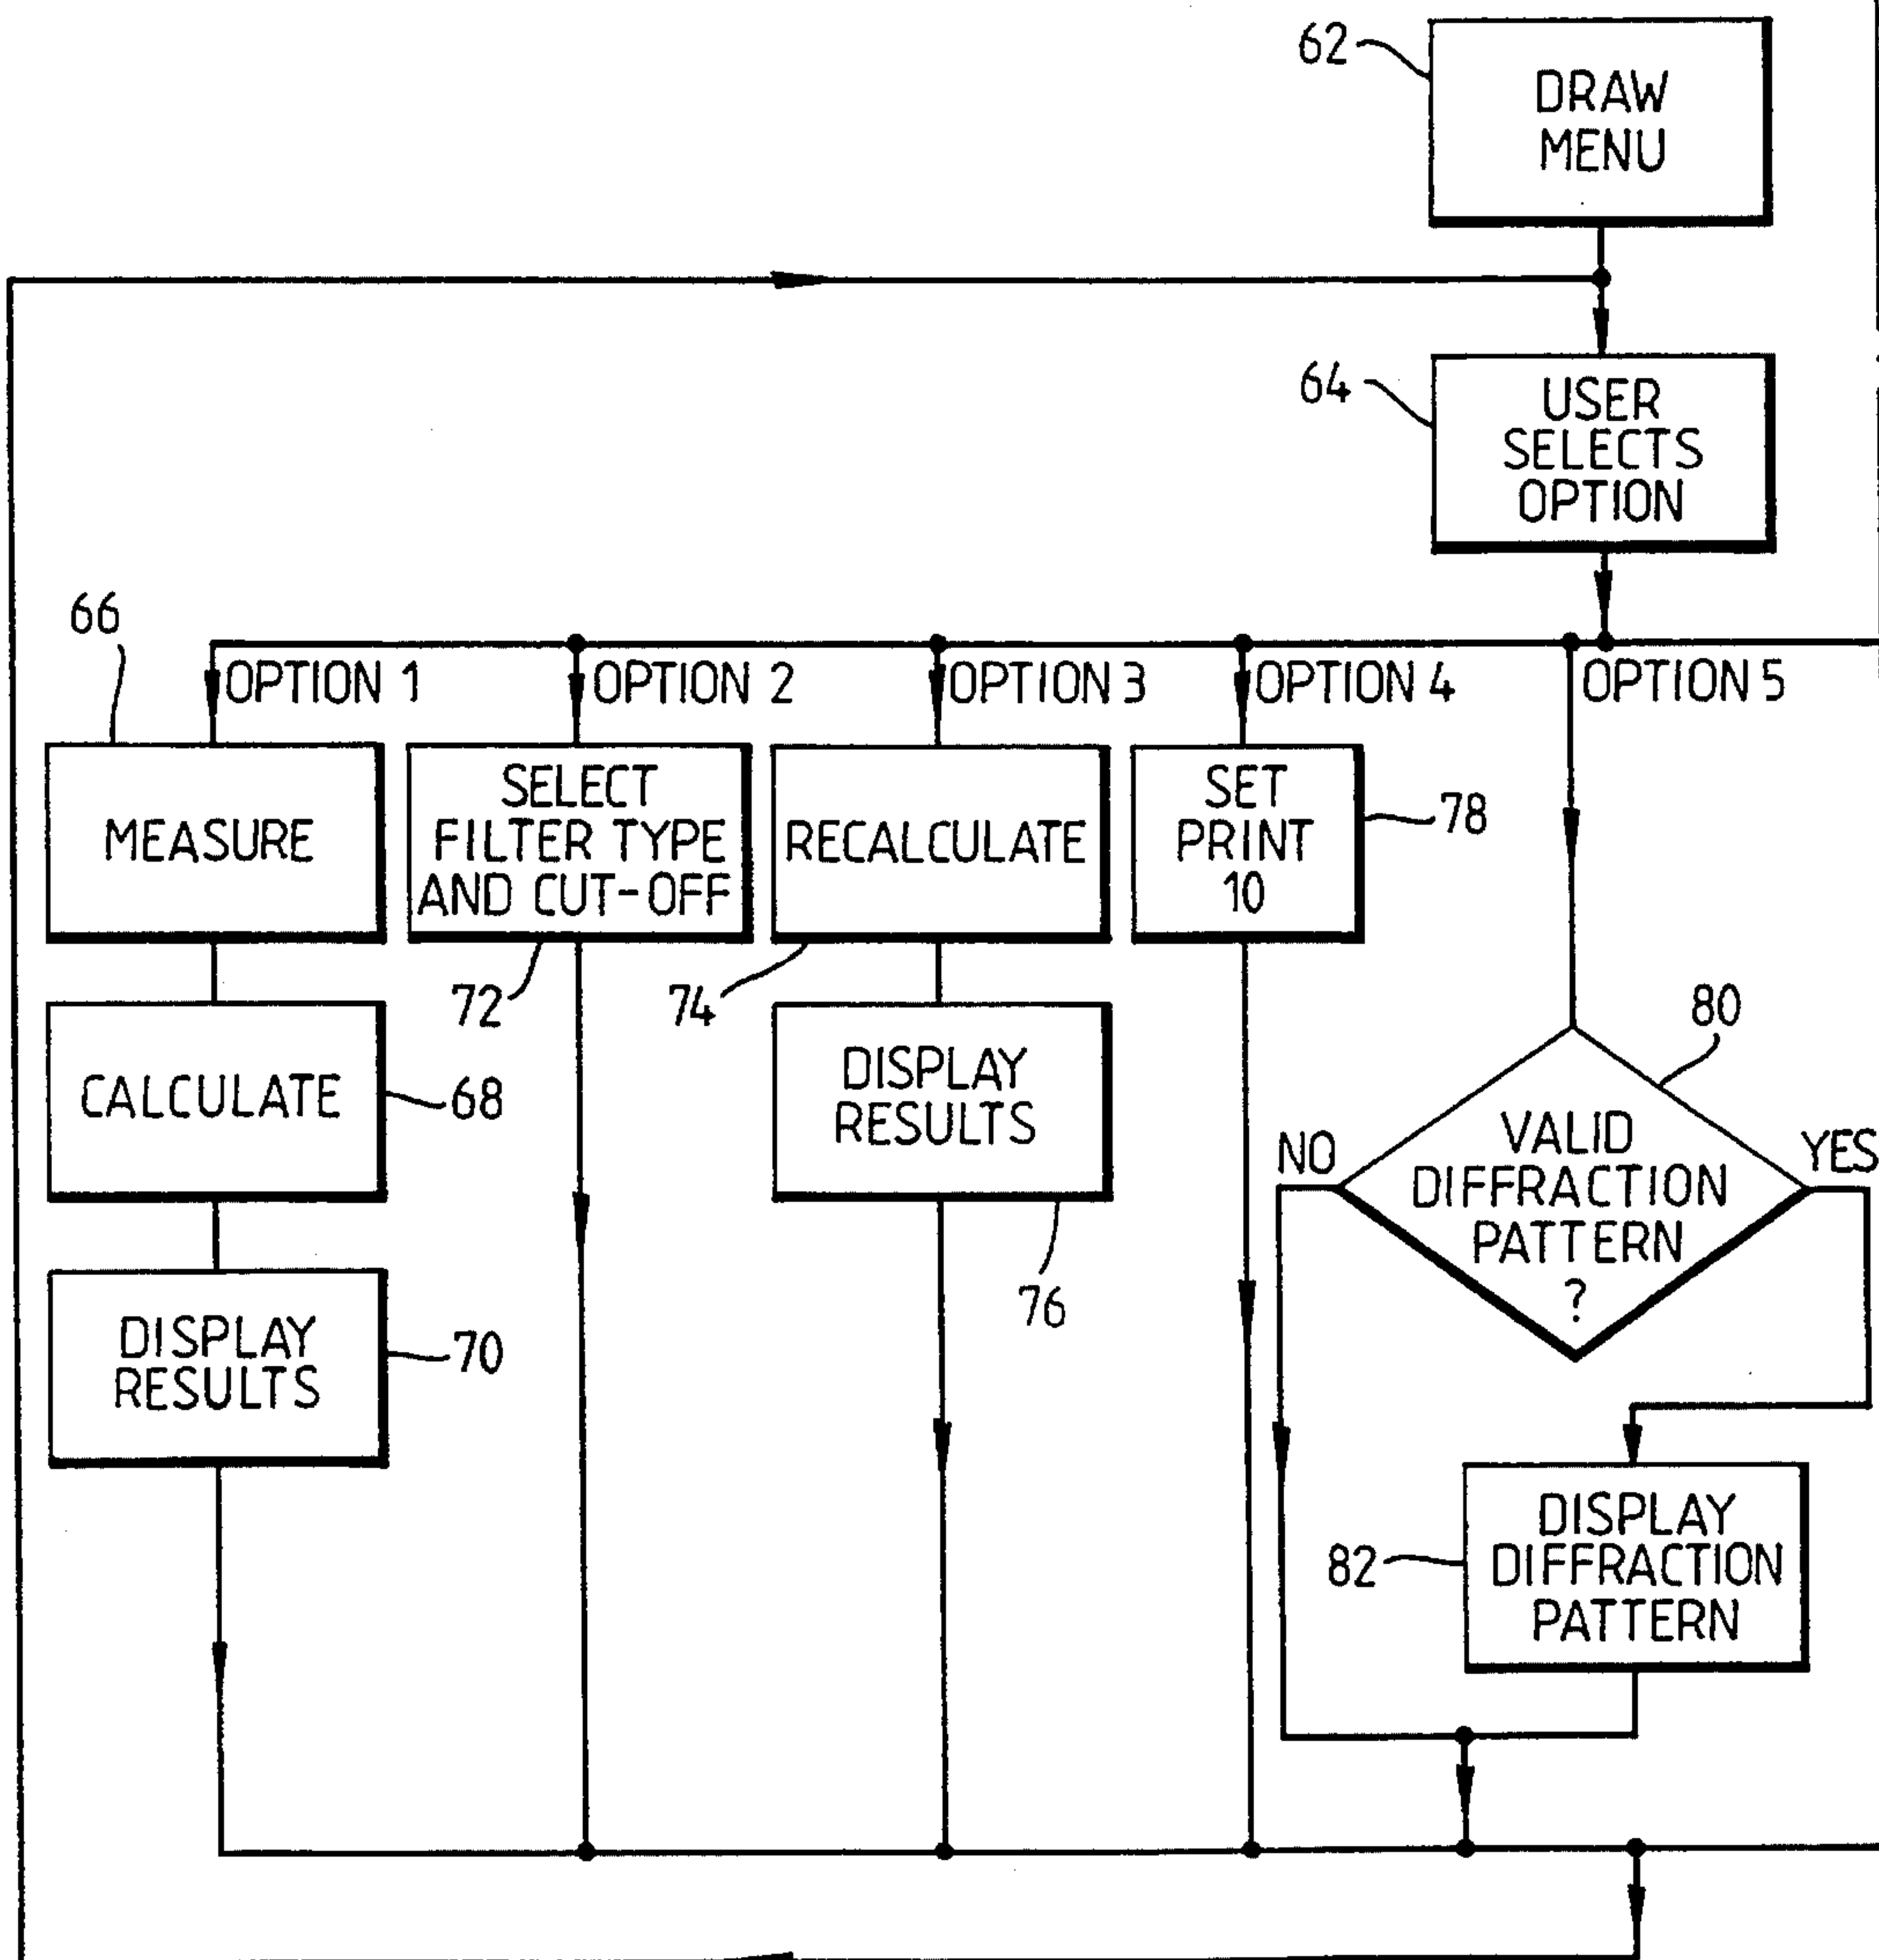 62
DRAW
MENU
64
USER
SELECTS
OPTION
66
OPTION 1
OPTION 2
OPTION 3
OPTION 4
OPTION 5
MEASURE
SELECT
FILTER TYPE
AND CUT-OFF
72
RECALCULATE
74
SET
PRINT
10
78
CALCULATE
68
DISPLAY
RESULTS
76
80
NO
VALID
DIFFRACTION
PATTERN
?
YES
DISPLAY
RESULTS
70
82
DISPLAY
DIFFRACTION
PATTERN